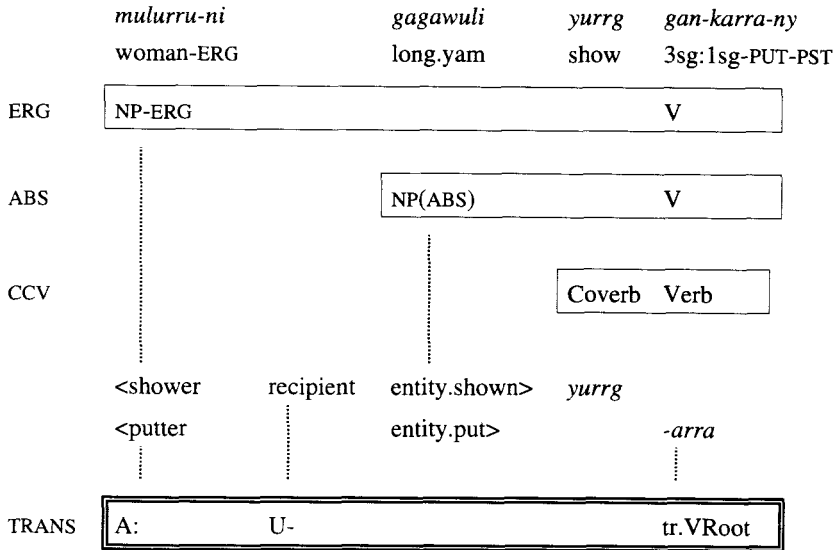 mulurru-ni gagawuli yurrg gan-karra-ny
woman-ERG long.yam show 3sg:1sg-PUT-PST
ERG NP-ERG V
ABS NP(ABS) V
CCV Coverb Verb
<shower recipient entity.shown> yurrg
<putter entity.put> -arra
TRANS A: U- tr.VRoot